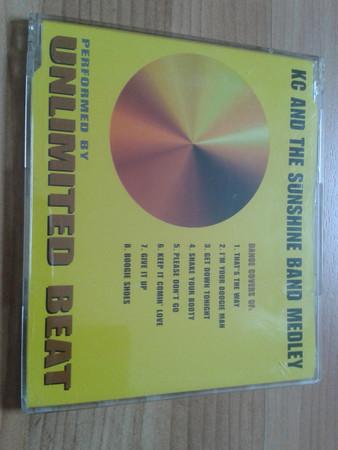 KC AND THE SUNSHINE BAND MEDLEY
DANCE COVERS OF:
1. THAT'S THE WAY
2. I'M YOUR BOOGIE MAN
3. GET DOWN TONIGHT
4. SHAKE YOUR BOOTY
5. PLEASE DON'T GO
6. KEEP IT COMIN' LOVE
7. GIVE IT UP
8. BOOGIE SHOES
PERFORMED BY
UNLIMITED BEAT